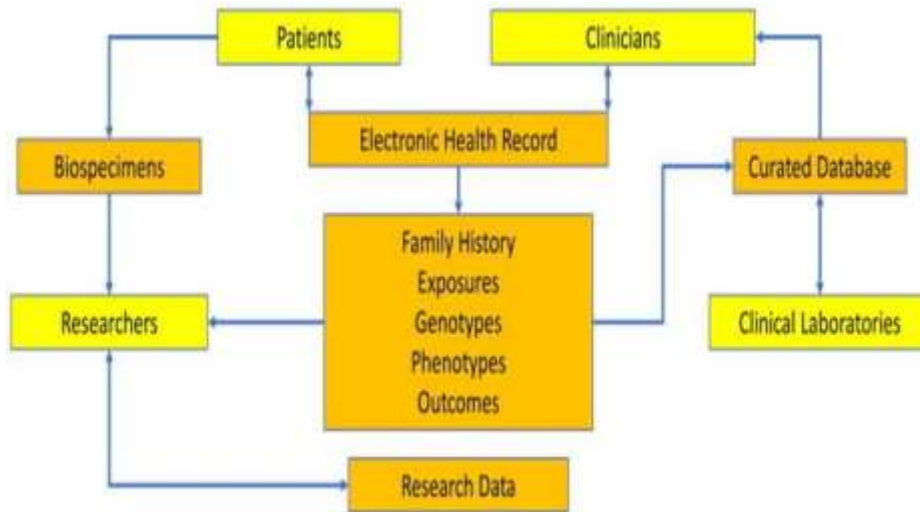 Patients
Clinicians
Electronic Health Record
Biospecimens
Curated Database
Family History
Exposures
Genotypes
Phenotypes
Outcomes
Researchers
Clinical Laboratories
Research Data